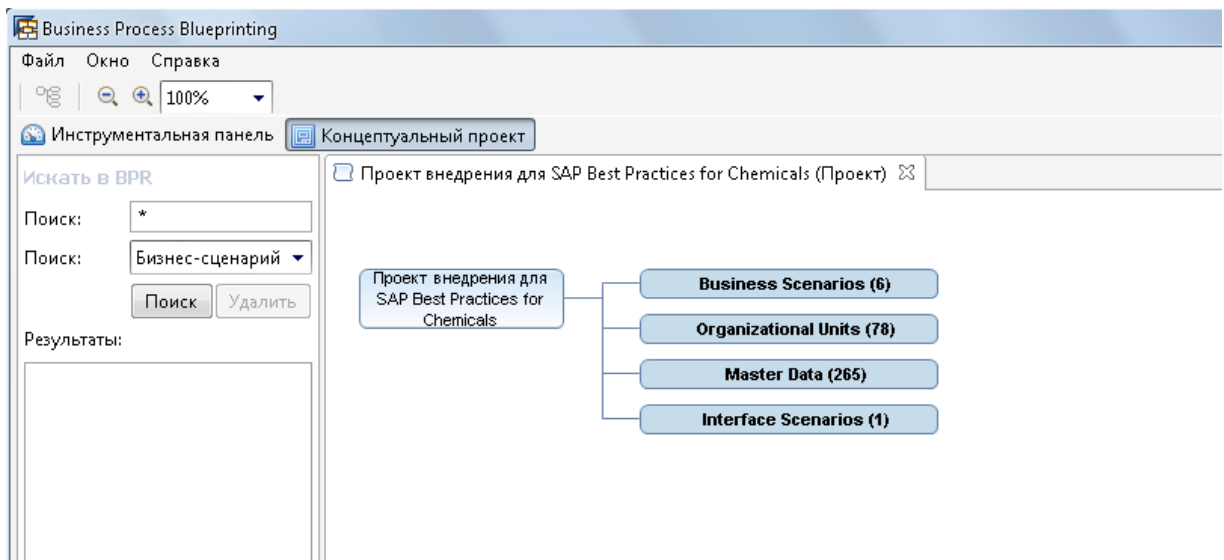 Business Process Blueprinting
Файл Окно Справка
100%
Инструментальная панель Концептуальный проект
Искать в BPR
Поиск: *
Поиск: Бизнес-сценарий
Поиск Удалить
Результаты:
Проект внедрения для SAP Best Practices for Chemicals (Проект)
Проект внедрения для
SAP Best Practices for
Chemicals
Business Scenarios (6)
Organizational Units (78)
Master Data (265)
Interface Scenarios (1)